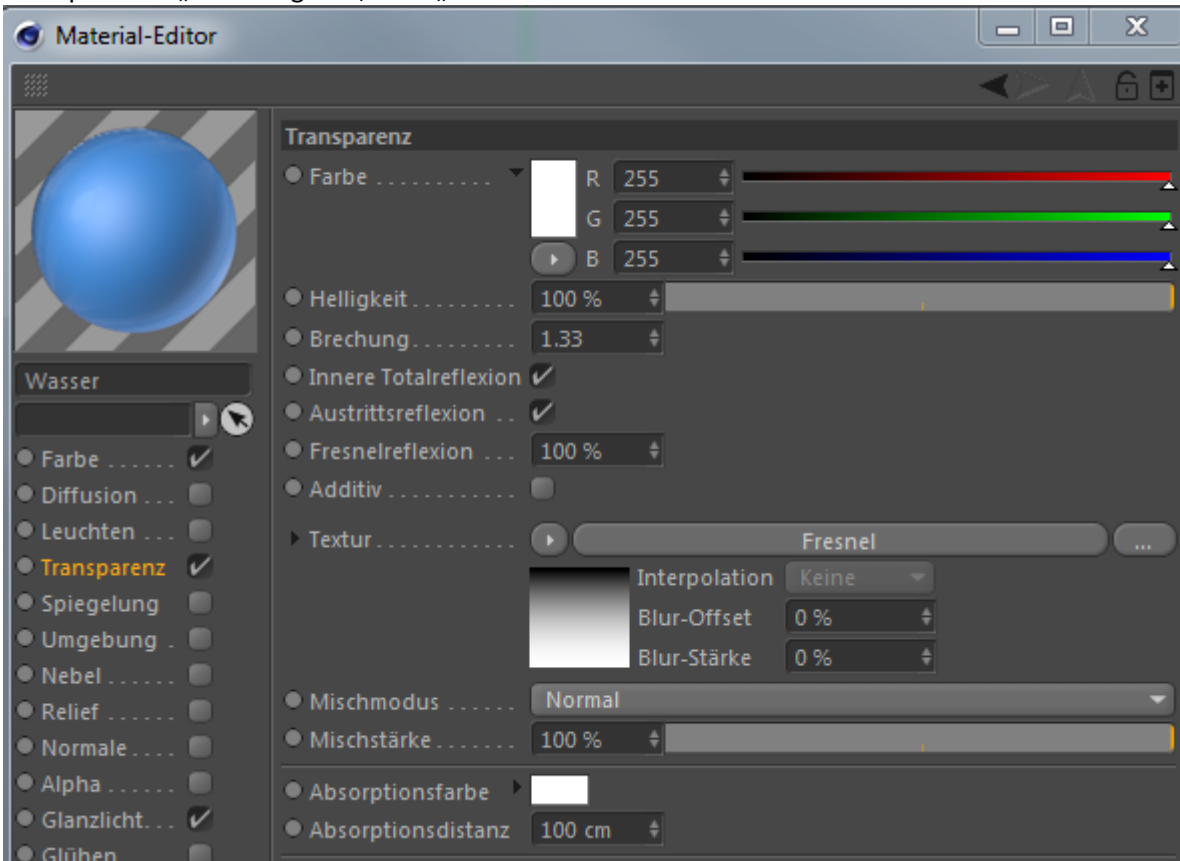 Material-Editor
Transparenz
Farbe .......... R 255
G 255
B 255
Helligkeit ......... 100 %
Brechung ......... 1.33
Innere Totalreflexion
Austrittsreflexion ..
Fresnelreflexion ... 100 %
Additiv ...........
Textur ............ Fresnel ...
Interpolation Keine
Blur-Offset 0 %
Blur-Stärke 0 %
Mischmodus ...... Normal
Mischstärke ....... 100 %
Absorptionsfarbe
Absorptionsdistanz 100 cm
Wasser
Farbe ......
Diffusion ...
Leuchten ...
Transparenz
Spiegelung
Umgebung .
Nebel ......
Relief ......
Normale ....
Alpha ......
Glanzlicht...
Glühen